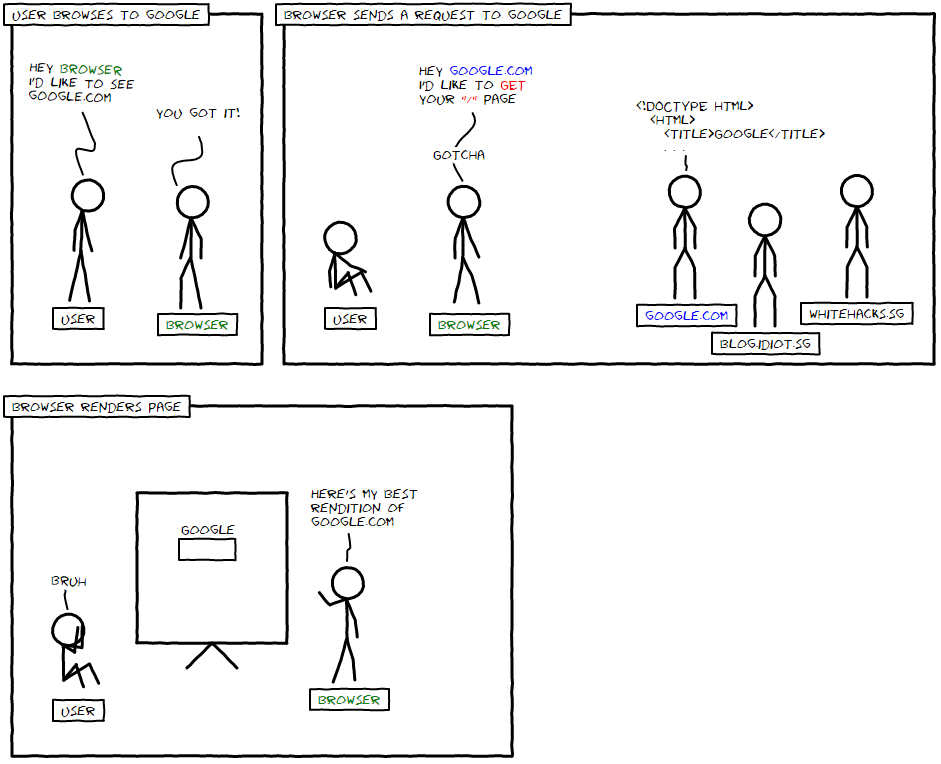 USER BROWSES TO GOOGLE
HEY BROWSER
I'D LIKE TO SEE
GOOGLE.COM
YOU GOT IT!
USER
BROWSER
BROWSER SENDS A REQUEST TO GOOGLE
HEY GOOGLE.COM
I'D LIKE TO GET
YOUR "/" PAGE
GOTCHA
<!DOCTYPE HTML>
<HTML>
<TITLE>GOOGLE</TITLE>
...
USER
BROWSER
GOOGLE.COM
BLOG.IDIOT.SG
WHITEHACKS.SG
BROWSER RENDERS PAGE
HERE'S MY BEST
RENDITION OF
GOOGLE.COM
GOOGLE
BRUH
USER
BROWSER